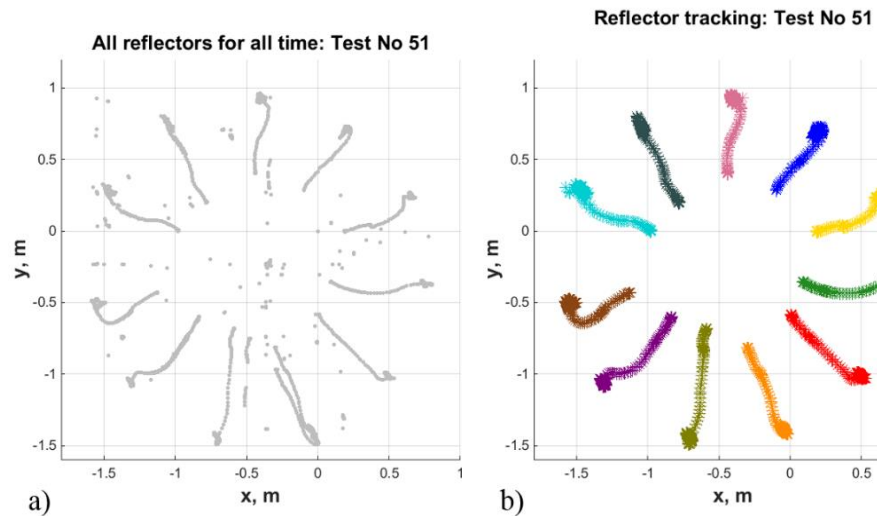 Reflector tracking: Test No 51
All reflectors for all time: Test No 51
1
0.5
0
-0.5
-1
-1.5
y, m
-1.5 -1 -0.5 0 0.5 1
x, m
a)
1
0.5
0
-0.5
-1
-1.5
y, m
-1.5 -1 -0.5 0 0.5
x, m
b)